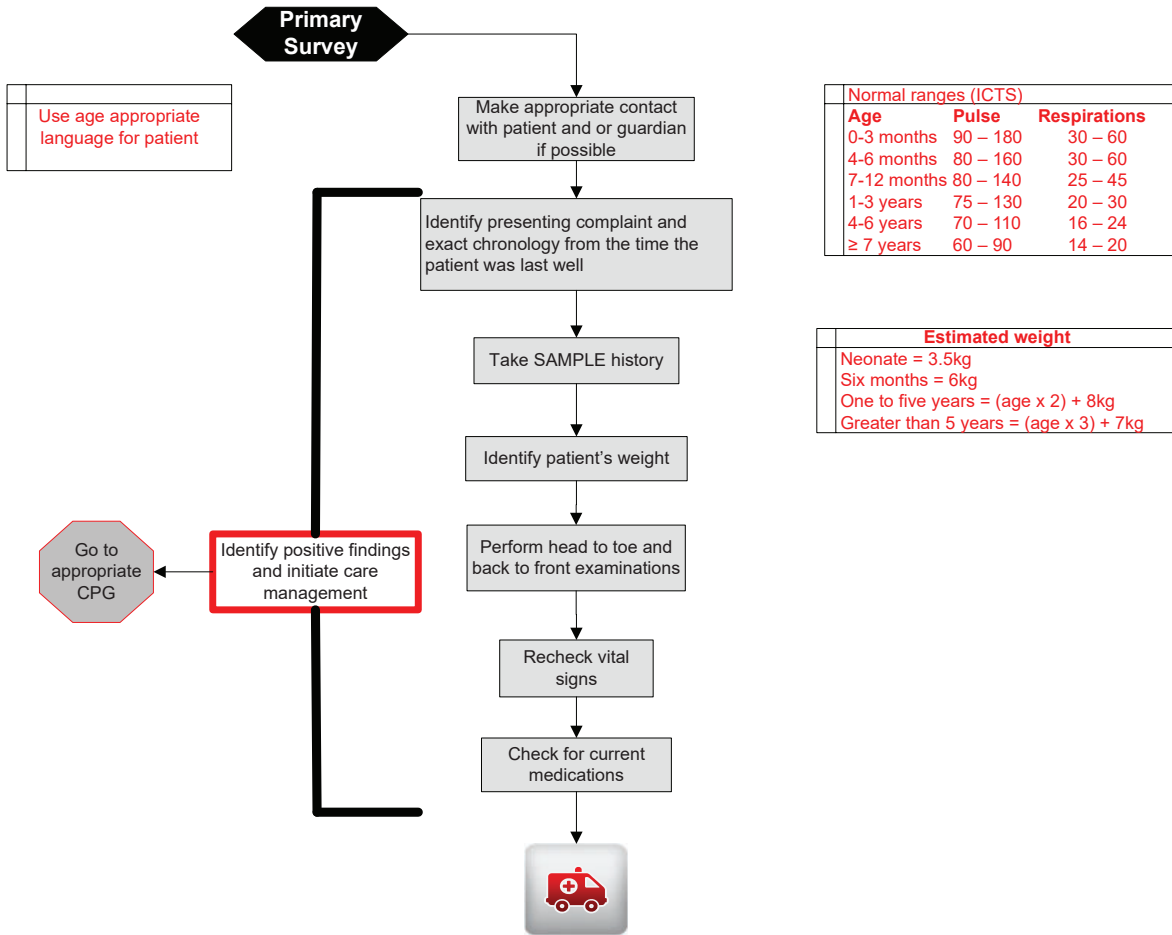 Primary
Survey
Use age appropriate
language for patient
Make appropriate contact
with patient and or guardian
if possible
Normal ranges (ICTS)
Age Pulse Respirations
0-3 months 90 – 180 30 – 60
4-6 months 80 – 160 30 – 60
7-12 months 80 – 140 25 – 45
1-3 years 75 – 130 20 – 30
4-6 years 70 – 110 16 – 24
≥ 7 years 60 – 90 14 – 20
Identify presenting complaint and
exact chronology from the time the
patient was last well
Take SAMPLE history
Estimated weight
Neonate = 3.5kg
Six months = 6kg
One to five years = (age x 2) + 8kg
Greater than 5 years = (age x 3) + 7kg
Identify patient’s weight
Perform head to toe and
back to front examinations
Identify positive findings
and initiate care
management
Go to
appropriate
CPG
Recheck vital
signs
Check for current
medications